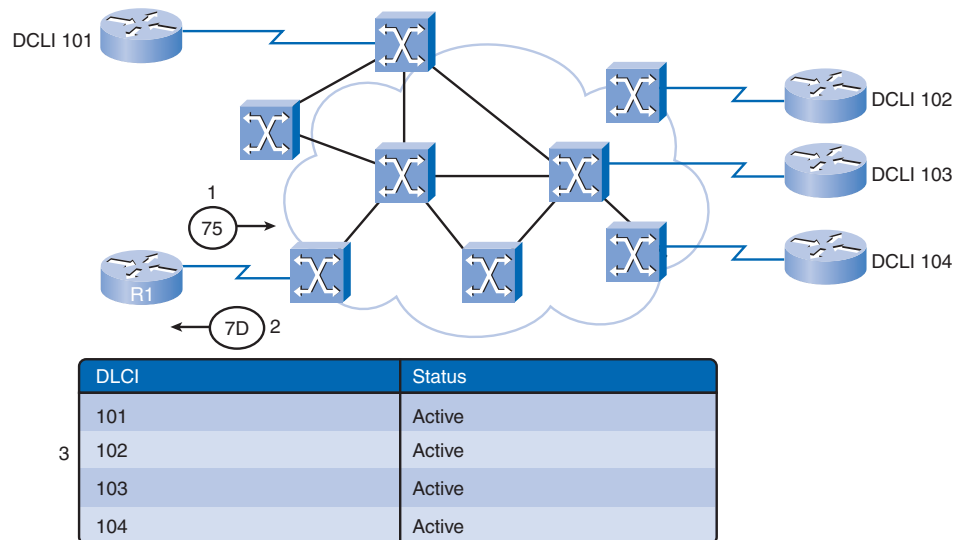 DCLI 101
DCLI 102
DCLI 103
1
75
DCLI 104
R1
7D 2
DLCI Status
101 Active
102 Active
3
103 Active
104 Active